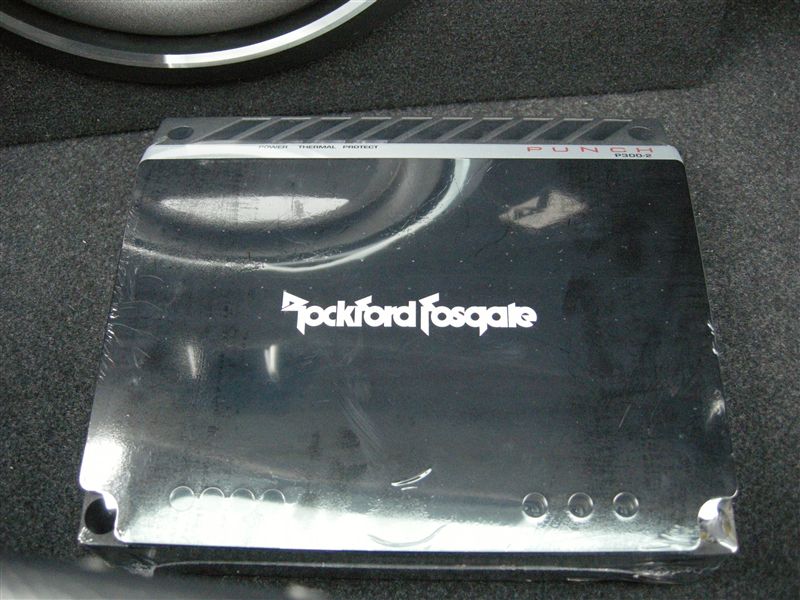 POWER THERMAL PROTECT
PUNCH
P300-2
Rockford Fosgate